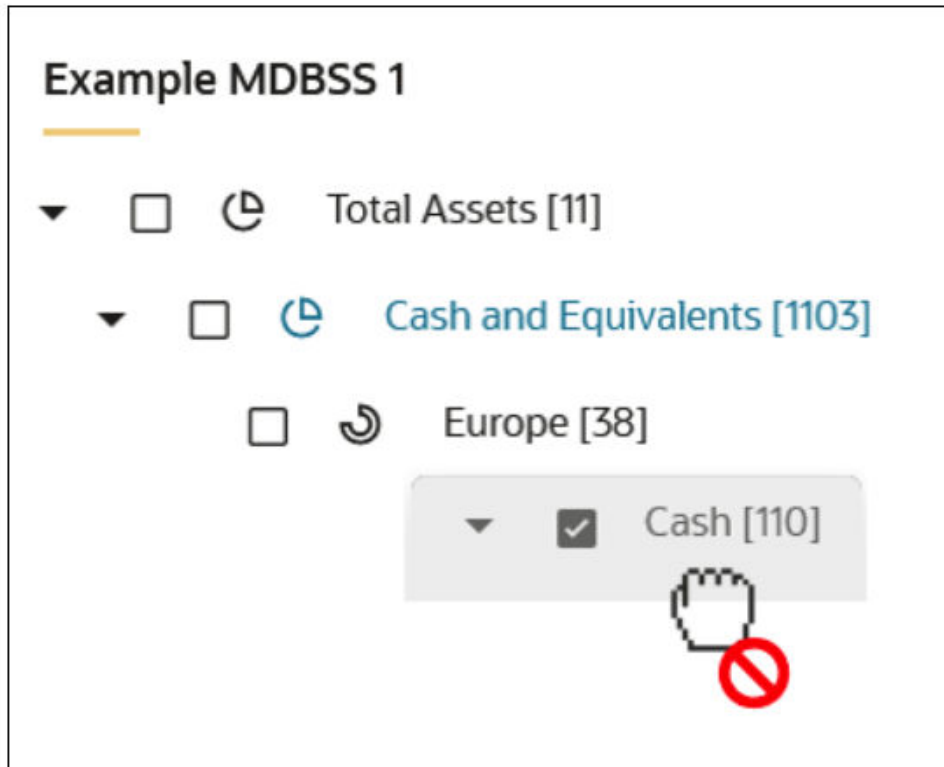 Example MDBSS 1
Total Assets [11]
Cash and Equivalents [1103]
Europe [38]
Cash [110]